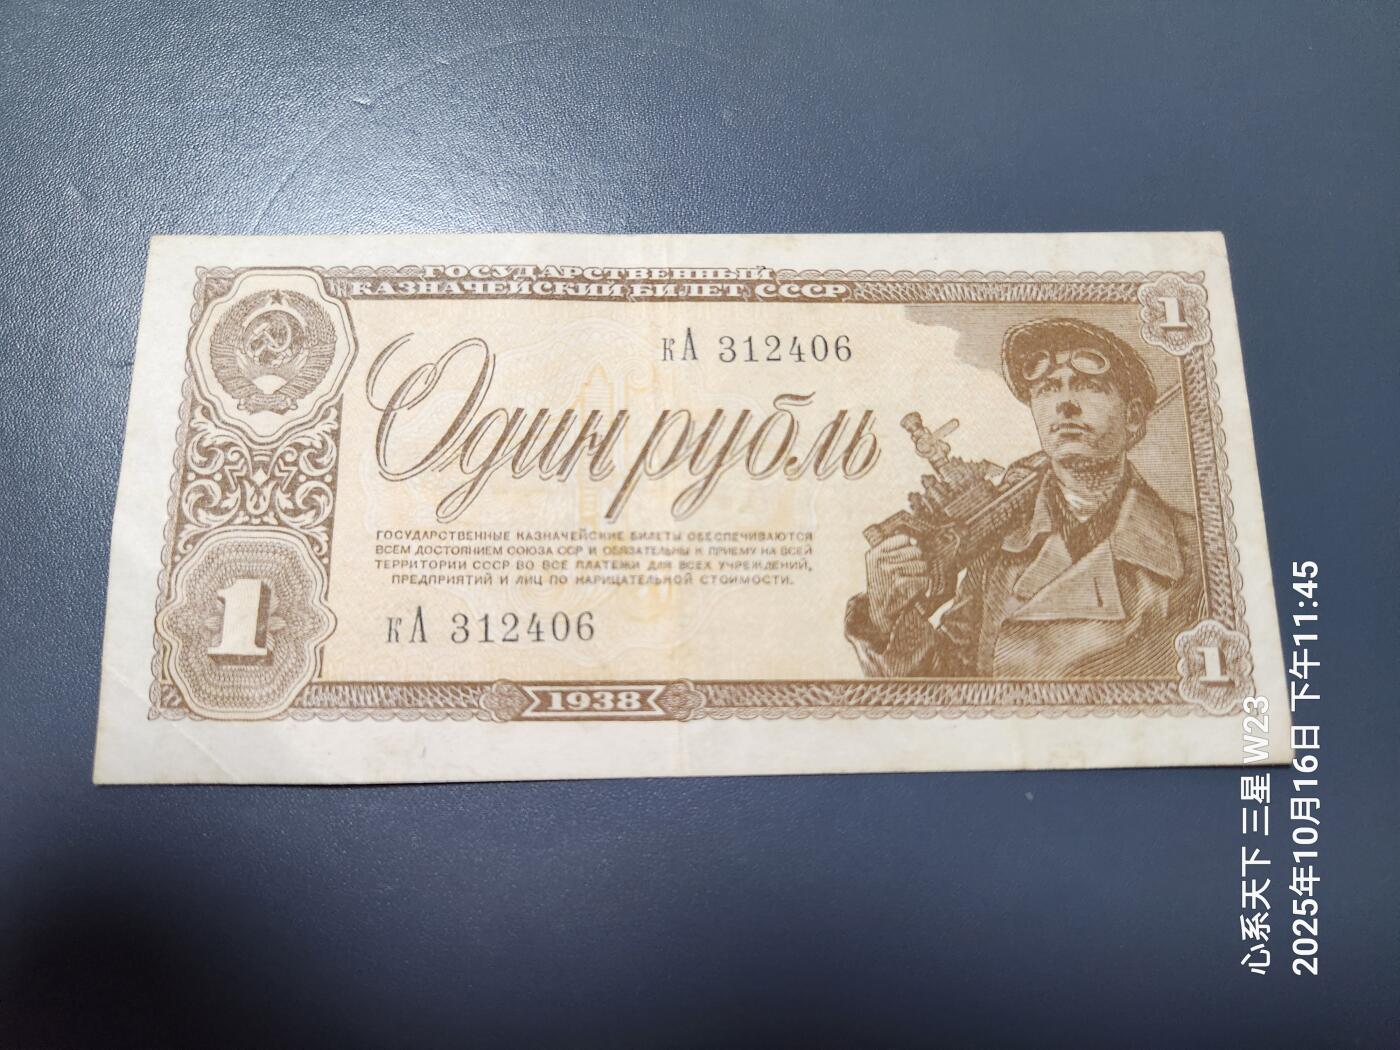 ГОСУДАРСТВЕННЫЙ
КАЗНАЧЕЙСКИЙ БИЛЕТ СССР
1
кА 312406
Один рубль
ГОСУДАРСТВЕННЫЕ КАЗНАЧЕЙСКИЕ БИЛЕТЫ ОБЕСПЕЧИВАЮТСЯ
ВСЕМ ДОСТОЯНИЕМ СОЮЗА ССР И ОБЯЗАТЕЛЬНЫ К ПРИЕМУ НА ВСЕЙ
ТЕРРИТОРИИ СССР ВО ВСЕ ПЛАТЕЖИ ДЛЯ ВСЕХ УЧРЕЖДЕНИЙ,
ПРЕДПРИЯТИЙ И ЛИЦ ПО НАРИЦАТЕЛЬНОЙ СТОИМОСТИ.
1
кА 312406
1
1938
心系天下 三星 W23
2025年10月16日 下午11:45